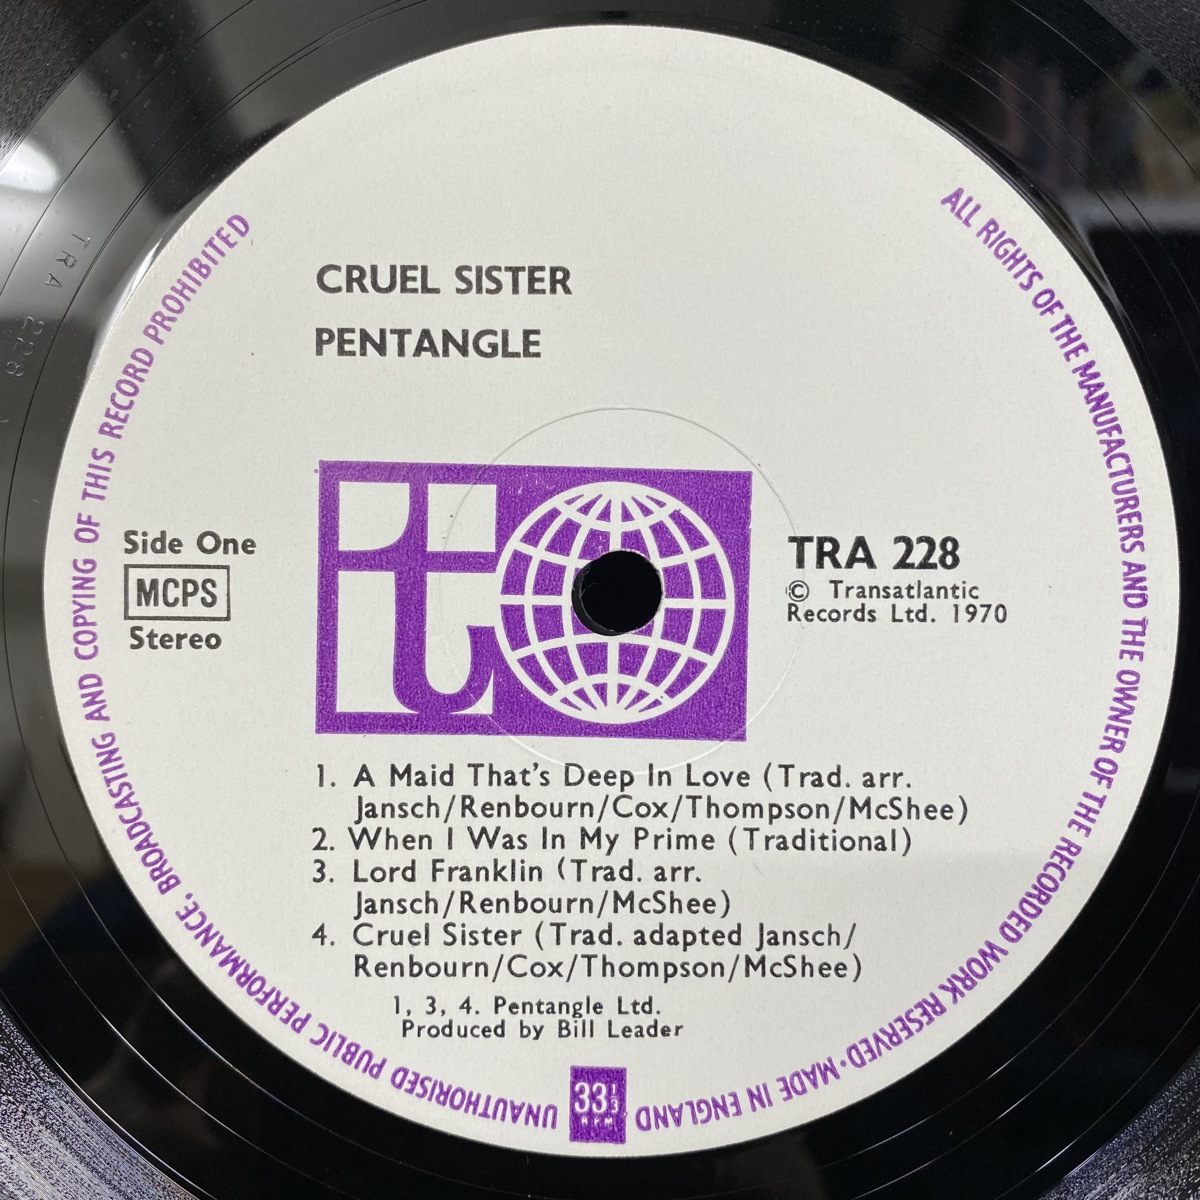 CRUEL SISTER
PENTANGLE
Side One
MCPS
Stereo
t
TRA 228
© Transatlantic
Records Ltd. 1970
1. A Maid That's Deep In Love (Trad. arr.
Jansch/Renbourn/Cox/Thompson/McShee)
2. When I Was In My Prime (Traditional)
3. Lord Franklin (Trad. arr.
Jansch/Renbourn/McShee)
4. Cruel Sister (Trad. adapted Jansch/
Renbourn/Cox/Thompson/McShee)
1, 3, 4. Pentangle Ltd.
Produced by Bill Leader
33⅓
RPM
ALL RIGHTS OF THE MANUFACTURERS AND THE OWNER OF THE RECORDED WORK RESERVED · MADE IN ENGLAND
UNAUTHORISED PUBLIC PERFORMANCE, BROADCASTING AND COPYING OF THIS RECORD PROHIBITED
TRA 228